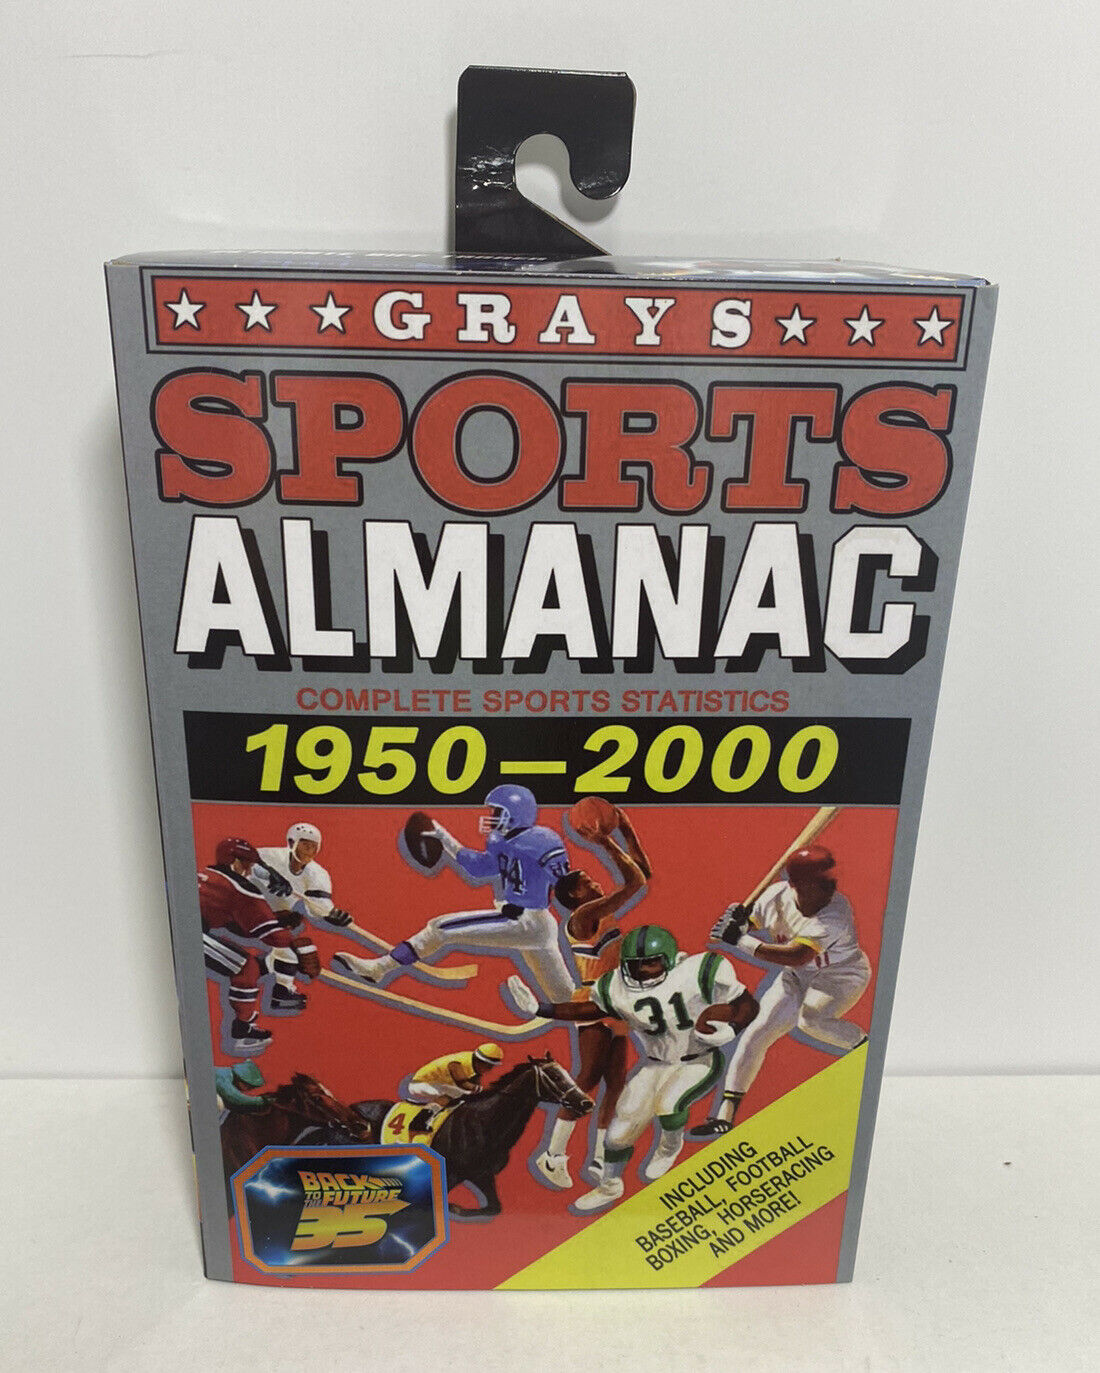 GRAYS
SPORTS
ALMANAC
COMPLETE SPORTS STATISTICS
1950-2000
84
31
4
INCLUDING
BASEBALL, FOOTBALL
BOXING, HORSERACING
AND MORE!
BACK
TO THE FUTURE
35